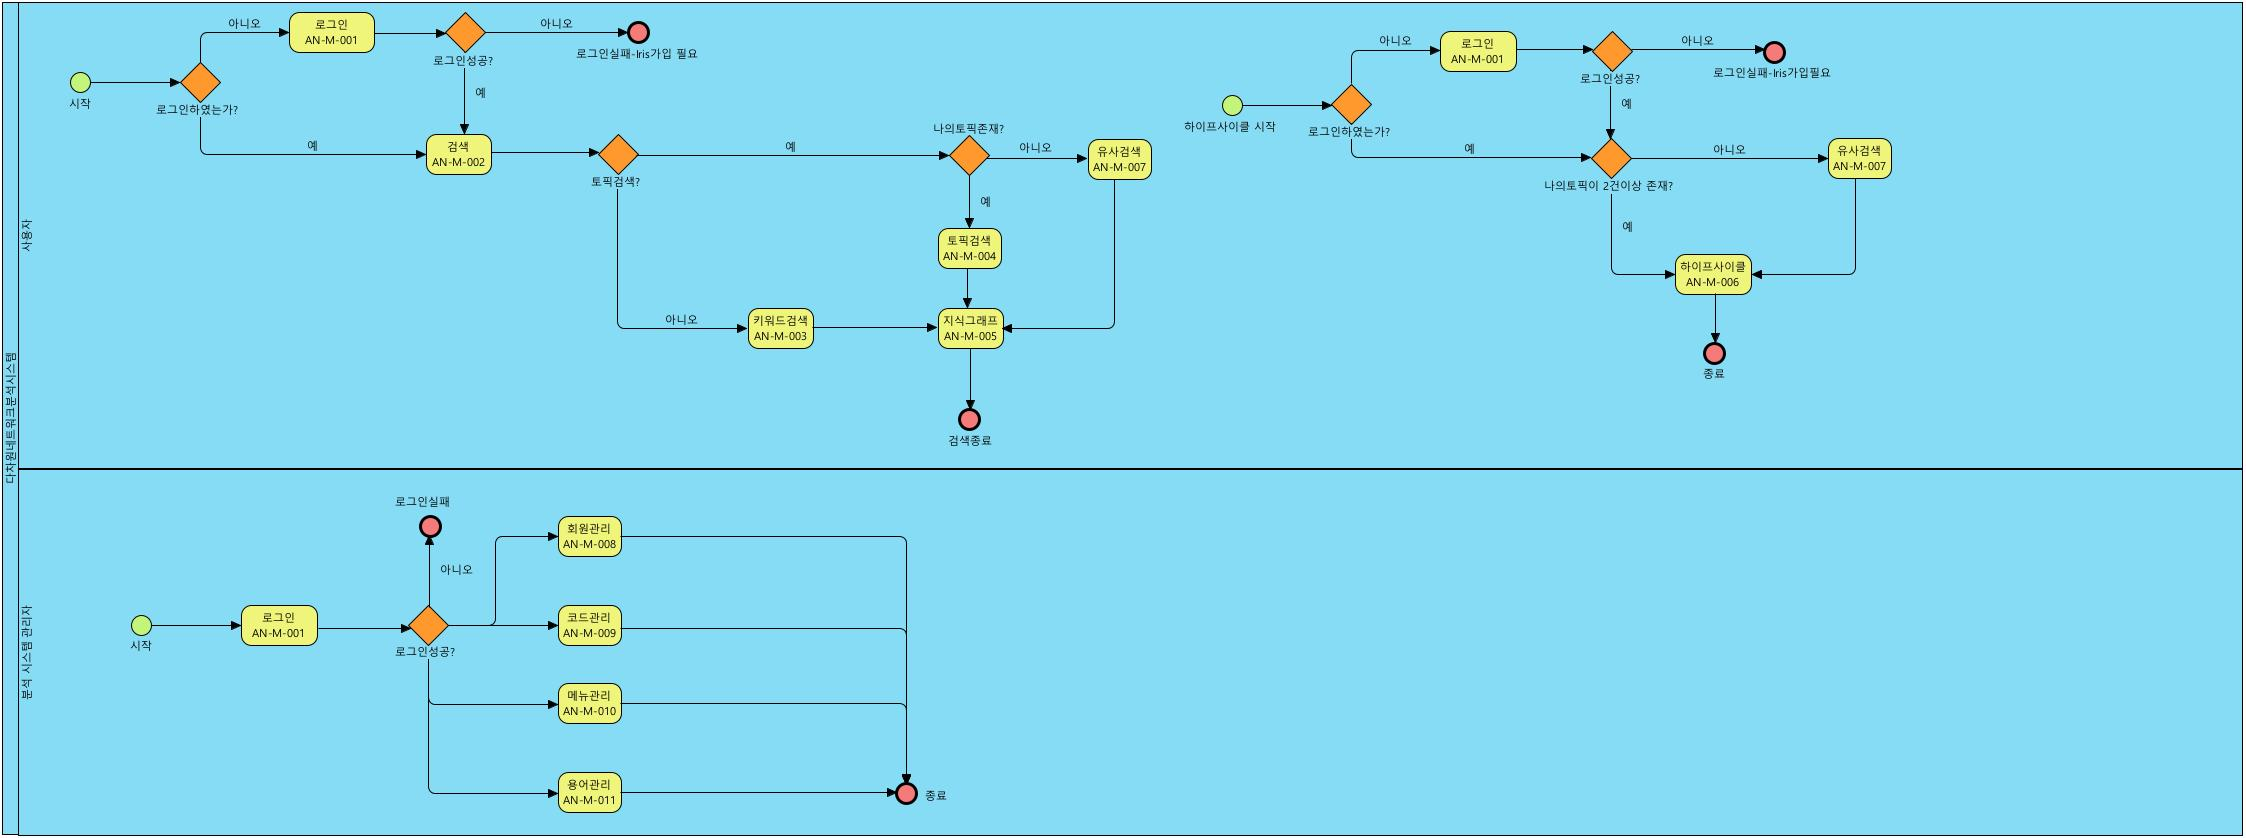 다차원네트워크분석시스템
사용자
시작
로그인하였는가?
아니오
예
로그인
AN-M-001
로그인성공?
아니오
예
로그인실패-Iris가입 필요
검색
AN-M-002
토픽검색?
예
아니오
나의토픽존재?
아니오
예
유사검색
AN-M-007
토픽검색
AN-M-004
키워드검색
AN-M-003
지식그래프
AN-M-005
검색종료
하이프사이클 시작
로그인하였는가?
아니오
예
로그인
AN-M-001
로그인성공?
아니오
예
로그인실패-Iris가입필요
나의토픽이 2건이상 존재?
아니오
예
유사검색
AN-M-007
하이프사이클
AN-M-006
종료
분석 시스템 관리자
시작
로그인
AN-M-001
로그인성공?
아니오
로그인실패
회원관리
AN-M-008
코드관리
AN-M-009
메뉴관리
AN-M-010
용어관리
AN-M-011
종료